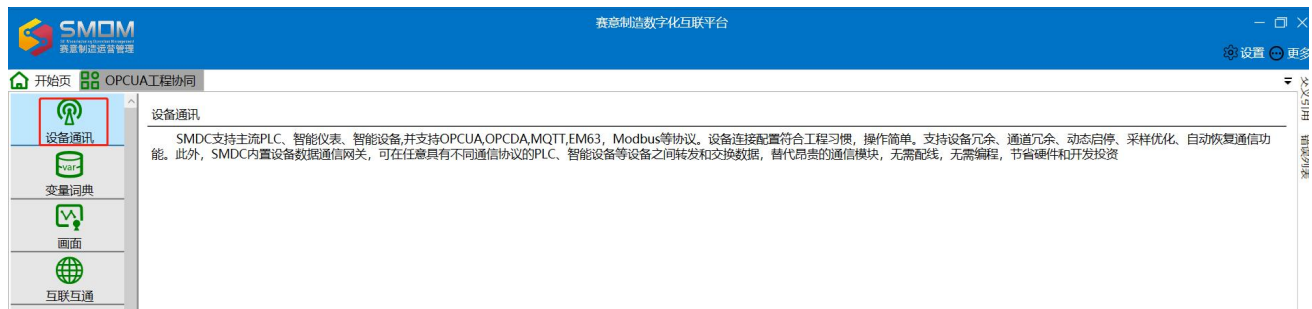 SMOM
赛意制造运营管理
赛意制造数字化互联平台
设置 更多
开始页 OPCUA工程协同
设备通讯
变量词典
画面
互联互通
设备通讯
SMDC支持主流PLC、智能仪表、智能设备,并支持OPCUA,OPCDA,MQTT,EM63，Modbus等协议。设备连接配置符合工程习惯，操作简单。支持设备冗余、通道冗余、动态启停、采样优化、自动恢复通信功
能。此外，SMDC内置设备数据通信网关，可在任意具有不同通信协议的PLC、智能设备等设备之间转发和交换数据，替代昂贵的通信模块，无需配线，无需编程，节省硬件和开发投资
交叉引用
错误列表
var